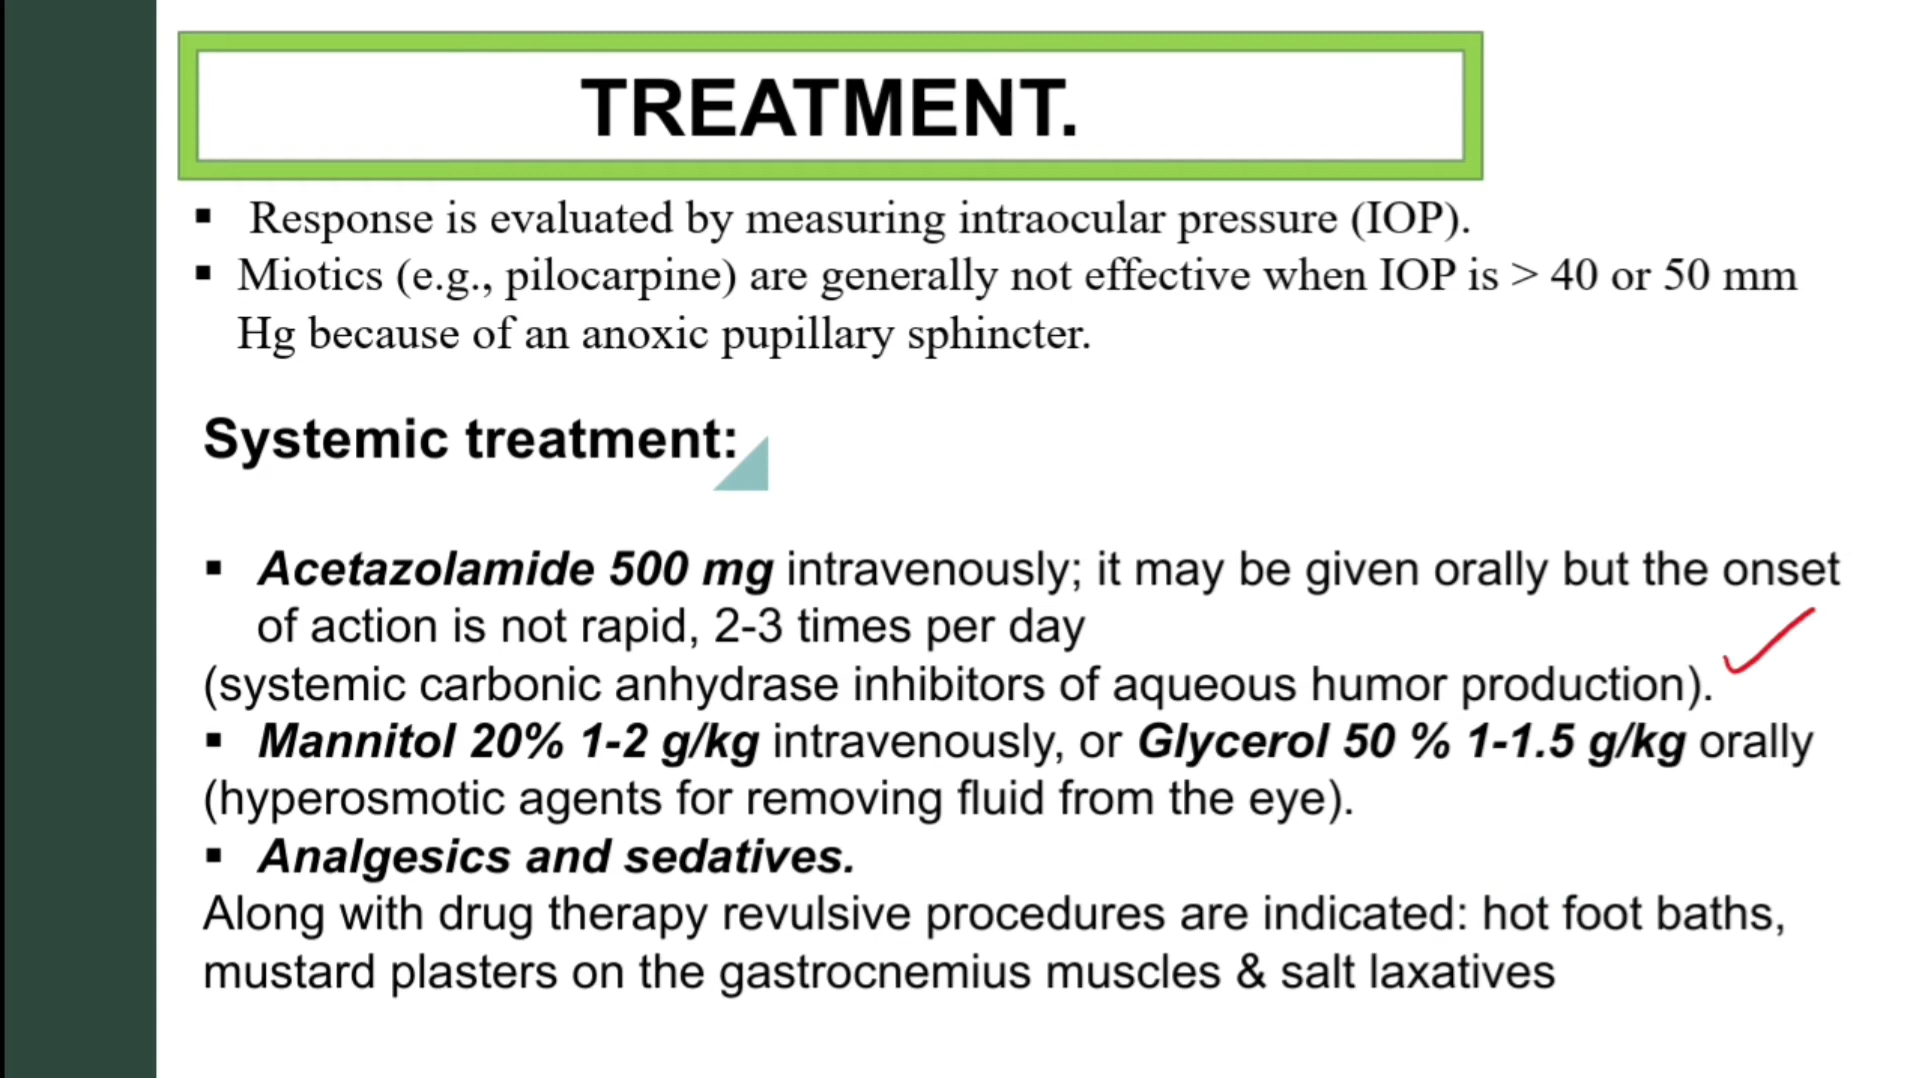 TREATMENT.
▪ Response is evaluated by measuring intraocular pressure (IOP).
▪ Miotics (e.g., pilocarpine) are generally not effective when IOP is > 40 or 50 mm
Hg because of an anoxic pupillary sphincter.
Systemic treatment:
▪ Acetazolamide 500 mg intravenously; it may be given orally but the onset
of action is not rapid, 2-3 times per day
(systemic carbonic anhydrase inhibitors of aqueous humor production).
▪ Mannitol 20% 1-2 g/kg intravenously, or Glycerol 50 % 1-1.5 g/kg orally
(hyperosmotic agents for removing fluid from the eye).
▪ Analgesics and sedatives.
Along with drug therapy revulsive procedures are indicated: hot foot baths,
mustard plasters on the gastrocnemius muscles & salt laxatives